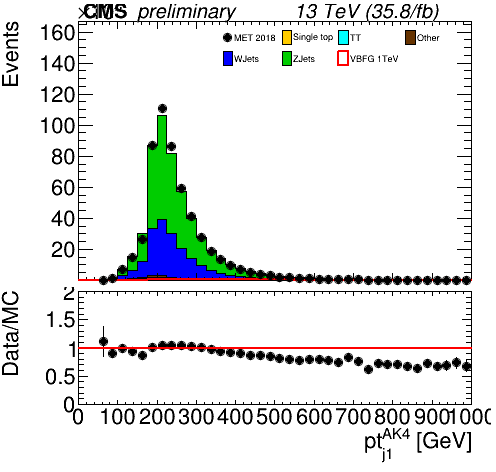 CMS preliminary 13 TeV (35.8/fb)
Events
MET 2018 Single top TT Other
WJets ZJets VBFG 1TeV
160
140
120
100
80
60
40
20
Data/MC
2
1.5
1
0.5
0
0 100 200 300 400 500 600 700 800 900 1000
pt_{j1}^{AK4} [GeV]